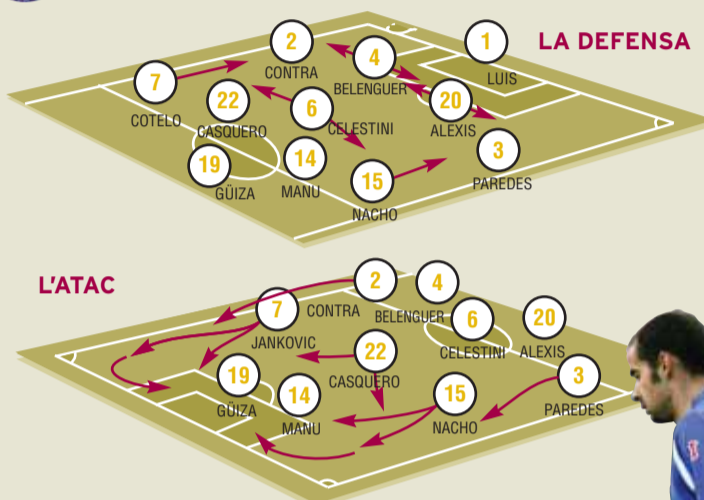 LA DEFENSA
2
CONTRA
4
BELENGUER
1
LUIS
7
COTELO
22
CASQUERO
6
CELESTINI
20
ALEXIS
19
GÜIZA
14
MANU
15
NACHO
3
PAREDES
L'ATAC
2
CONTRA
4
BELENGUER
7
JANKOVIC
6
CELESTINI
20
ALEXIS
22
CASQUERO
19
GÜIZA
14
MANU
15
NACHO
3
PAREDES